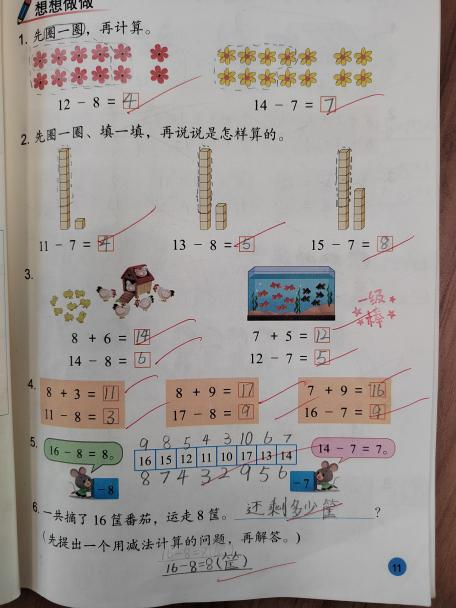 想想做做
1. 先圈一圈，再计算。
12 - 8 = 4
14 - 7 = 7
2. 先圈一圈、填一填，再说说是怎样算的。
11 - 7 = 4
13 - 8 = 5
15 - 7 = 8
3.
8 + 6 = 14
7 + 5 = 12
一级棒
14 - 8 = 6
12 - 7 = 5
4.
8 + 3 = 11
8 + 9 = 17
7 + 9 = 16
11 - 8 = 3
17 - 8 = 9
16 - 7 = 9
5.
9 8 5 4 3 10 6 7
16 - 8 = 8。
16 15 12 11 10 17 13 14
14 - 7 = 7。
- 8
8 7 4 3 2 9 5 6
- 7
6. 一共摘了 16 筐番茄，运走 8 筐。还剩多少筐？
（先提出一个用减法计算的问题，再解答。）
16-8=8(筐)
11